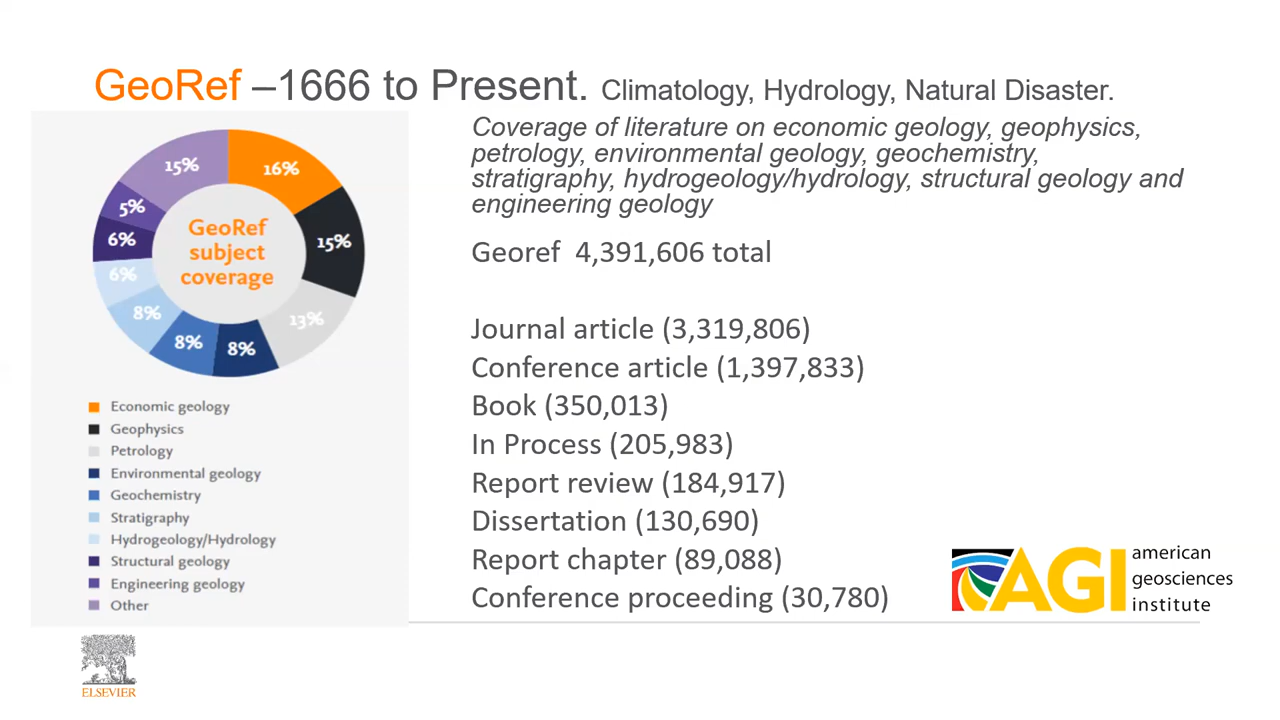 GeoRef –1666 to Present. Climatology, Hydrology, Natural Disaster.
Coverage of literature on economic geology, geophysics,
petrology, environmental geology, geochemistry,
stratigraphy, hydrogeology/hydrology, structural geology and
engineering geology
Georef 4,391,606 total
Journal article (3,319,806)
Conference article (1,397,833)
Book (350,013)
In Process (205,983)
Report review (184,917)
Dissertation (130,690)
Report chapter (89,088)
Conference proceeding (30,780)
GeoRef
subject
coverage
16%
15%
13%
8%
8%
8%
6%
6%
5%
15%
Economic geology
Geophysics
Petrology
Environmental geology
Geochemistry
Stratigraphy
Hydrogeology/Hydrology
Structural geology
Engineering geology
Other
AGI
american
geosciences
institute
ELSEVIER